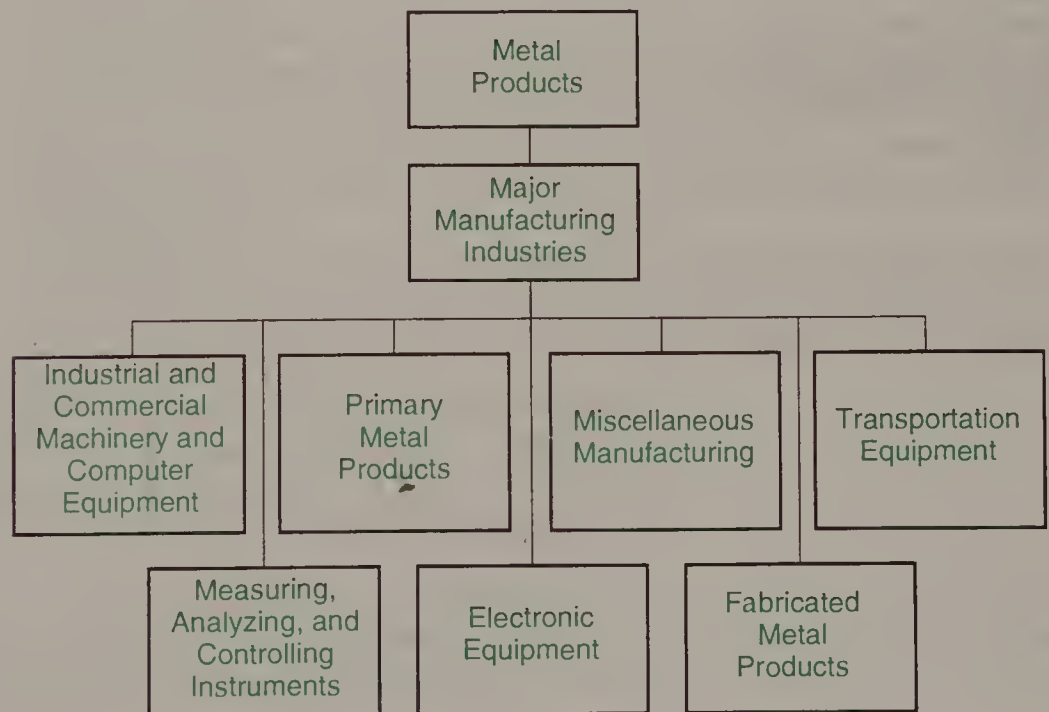 Metal
Products
Major
Manufacturing
Industries
Industrial and
Commercial
Machinery and
Computer
Equipment
Primary
Metal
Products
Miscellaneous
Manufacturing
Transportation
Equipment
Measuring,
Analyzing, and
Controlling
Instruments
Electronic
Equipment
Fabricated
Metal
Products